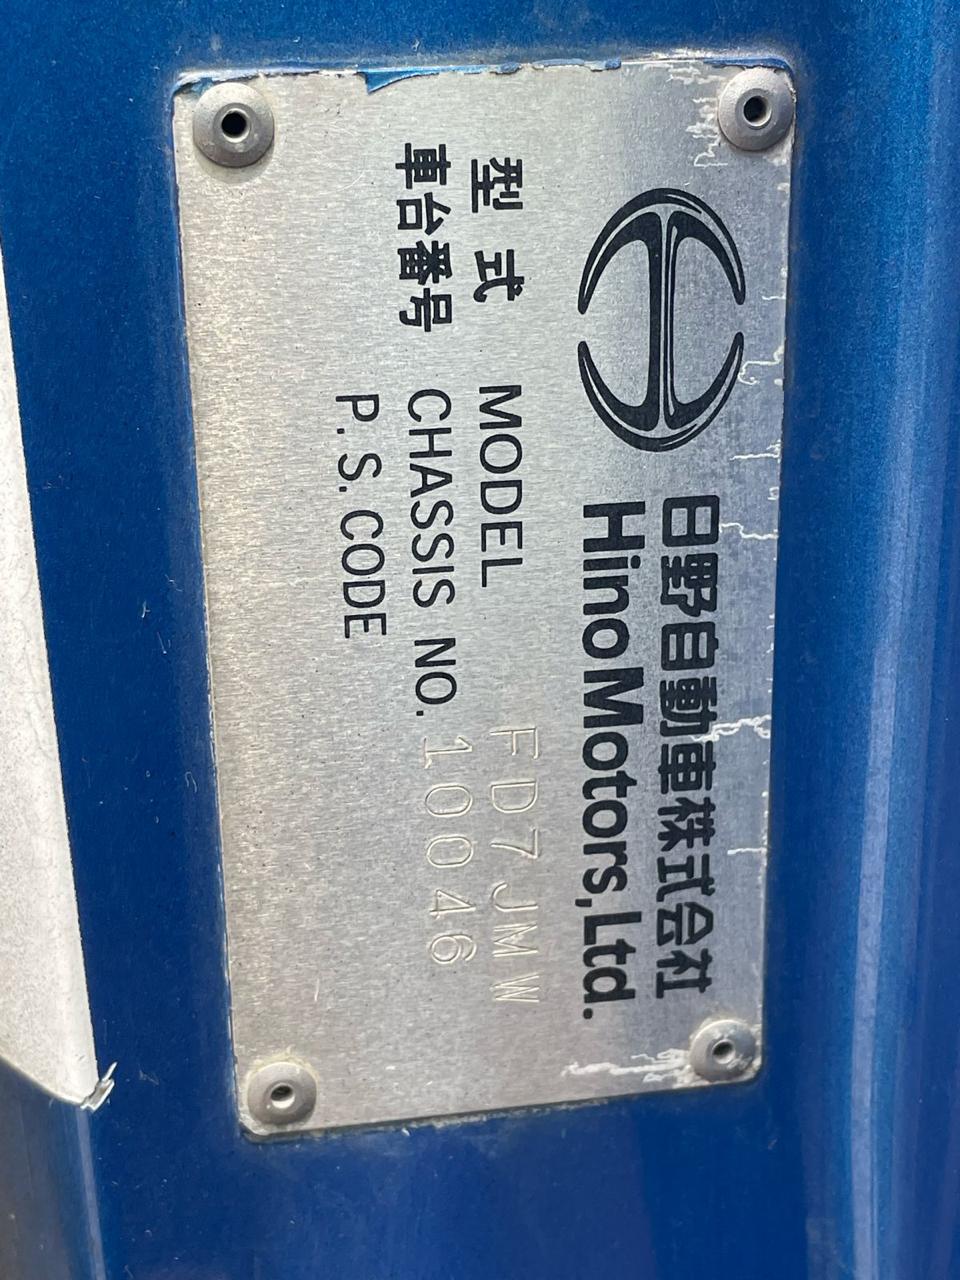 日野自動車株式会社
Hino Motors, Ltd.
型式 MODEL FD7JMW
車台番号 CHASSIS NO. 10046
P.S. CODE